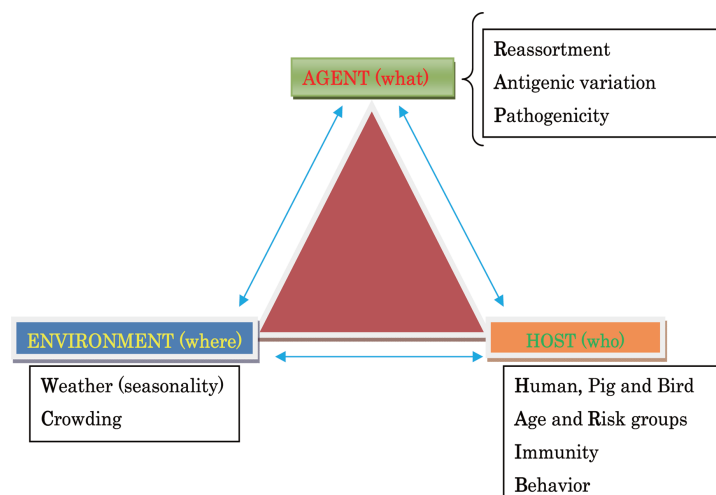 AGENT (what)
Reassortment
Antigenic variation
Pathogenicity
ENVIRONMENT (where)
Weather (seasonality)
Crowding
HOST (who)
Human, Pig and Bird
Age and Risk groups
Immunity
Behavior